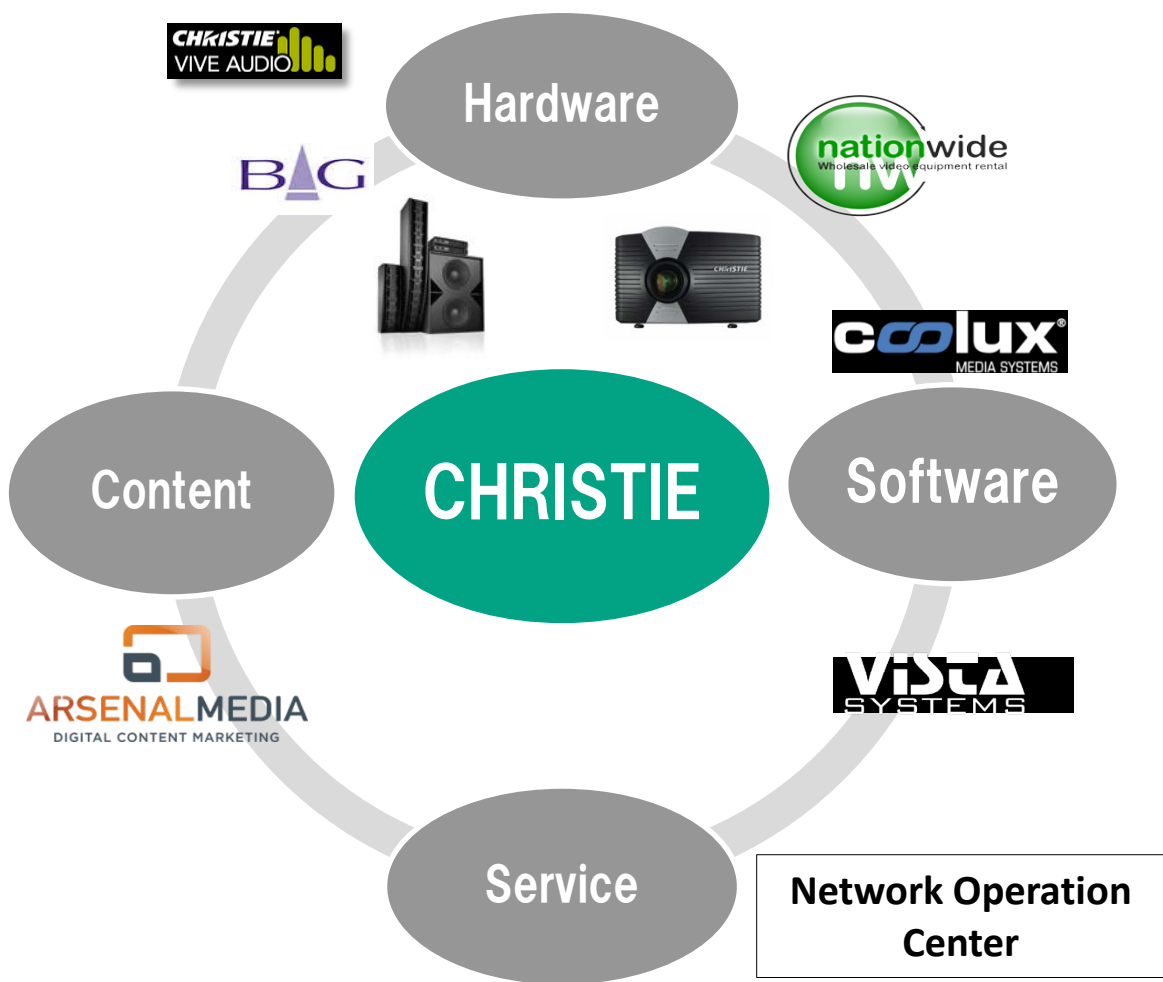 CHRISTIE
VIVE AUDIO
Hardware
BAG
nationwide
nw
Wholesale video equipment rental
CHRISTIE
coolux®
MEDIA SYSTEMS
Content
CHRISTIE
Software
ARSENALMEDIA
DIGITAL CONTENT MARKETING
ViSTA
SYSTEMS
Service
Network Operation
Center